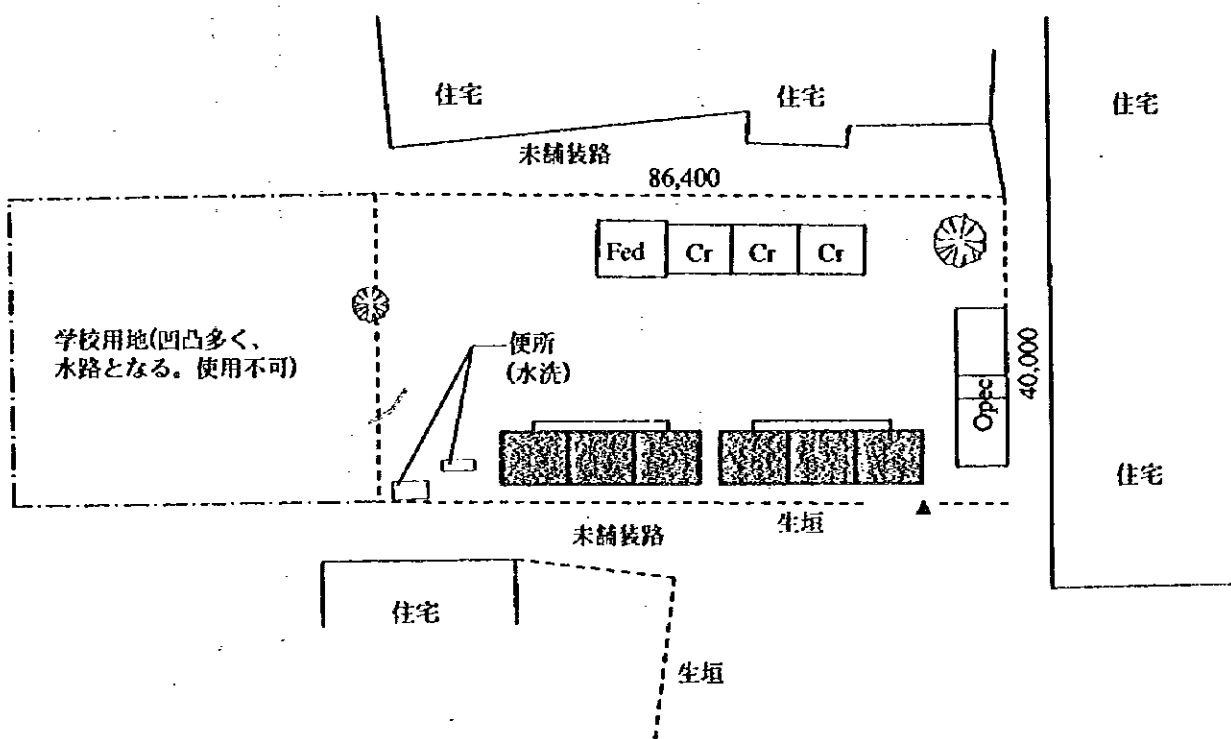 住宅
住宅
住宅
未舗装路
86,400
Fed
Cr
Cr
Cr
学校用地(凹凸多く、
水路となる。使用不可)
便所
(水洗)
40,000
Opec
住宅
生垣
未舗装路
住宅
生垣